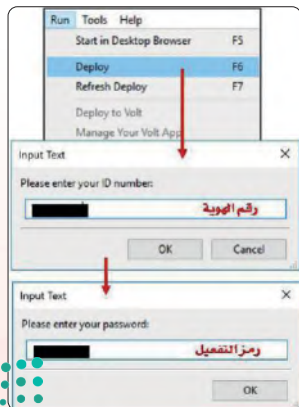 Run Tools Help
Start in Desktop Browser F5
Deploy F6
Refresh Deploy F7
Deploy to Volt
Manage Your Volt App
Input Text ×
Please enter your ID number:
رقم الهوية
OK Cancel
Input Text ×
Please enter your password:
رمز التفعيل
OK